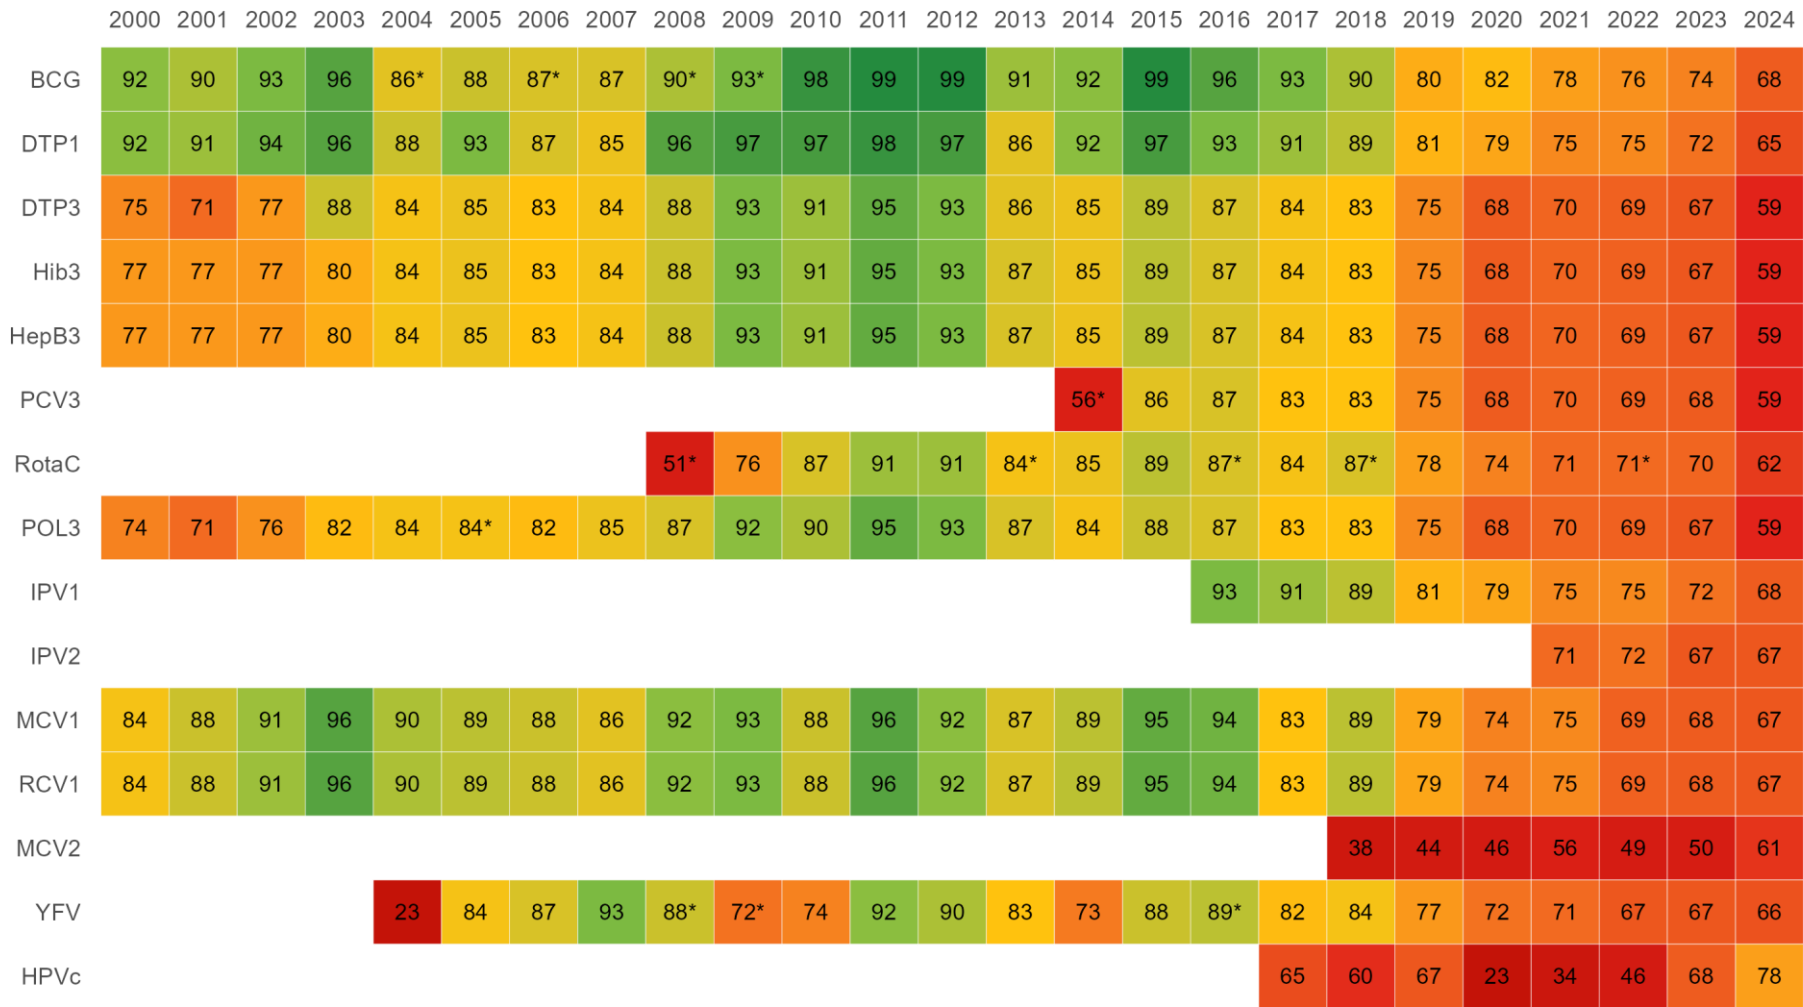 2000 2001 2002 2003 2004 2005 2006 2007 2008 2009 2010 2011 2012 2013 2014 2015 2016 2017 2018 2019 2020 2021 2022 2023 2024
BCG 92 90 93 96 86* 88 87* 87 90* 93* 98 99 99 91 92 99 96 93 90 80 82 78 76 74 68
DTP1 92 91 94 96 88 93 87 85 96 97 97 98 97 86 92 97 93 91 89 81 79 75 75 72 65
DTP3 75 71 77 88 84 85 83 84 88 93 91 95 93 86 85 89 87 84 83 75 68 70 69 67 59
Hib3 77 77 77 80 84 85 83 84 88 93 91 95 93 87 85 89 87 84 83 75 68 70 69 67 59
HepB3 77 77 77 80 84 85 83 84 88 93 91 95 93 87 85 89 87 84 83 75 68 70 69 67 59
PCV3 56* 86 87 83 83 75 68 70 69 68 59
RotaC 51* 76 87 91 91 84* 85 89 87* 84 87* 78 74 71 71* 70 62
POL3 74 71 76 82 84 84* 82 85 87 92 90 95 93 87 84 88 87 83 83 75 68 70 69 67 59
IPV1 93 91 89 81 79 75 75 72 68
IPV2 71 72 67 67
MCV1 84 88 91 96 90 89 88 86 92 93 88 96 92 87 89 95 94 83 89 79 74 75 69 68 67
RCV1 84 88 91 96 90 89 88 86 92 93 88 96 92 87 89 95 94 83 89 79 74 75 69 68 67
MCV2 38 44 46 56 49 50 61
YFV 23 84 87 93 88* 72* 74 92 90 83 73 88 89* 82 84 77 72 71 67 67 66
HPVc 65 60 67 23 34 46 68 78